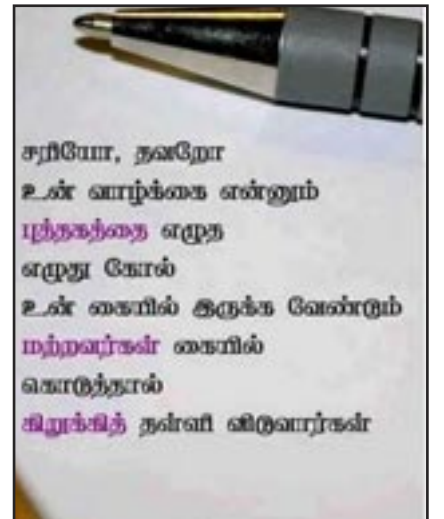 சரியோ, தவறோ
உன் வாழ்க்கை என்னும்
புத்தகத்தை எழுத
எழுது கோல்
உன் கையில் இருக்க வேண்டும்
மற்றவர்கள் கையில்
கொடுத்தால்
கிறுக்கித் தள்ளி விடுவார்கள்